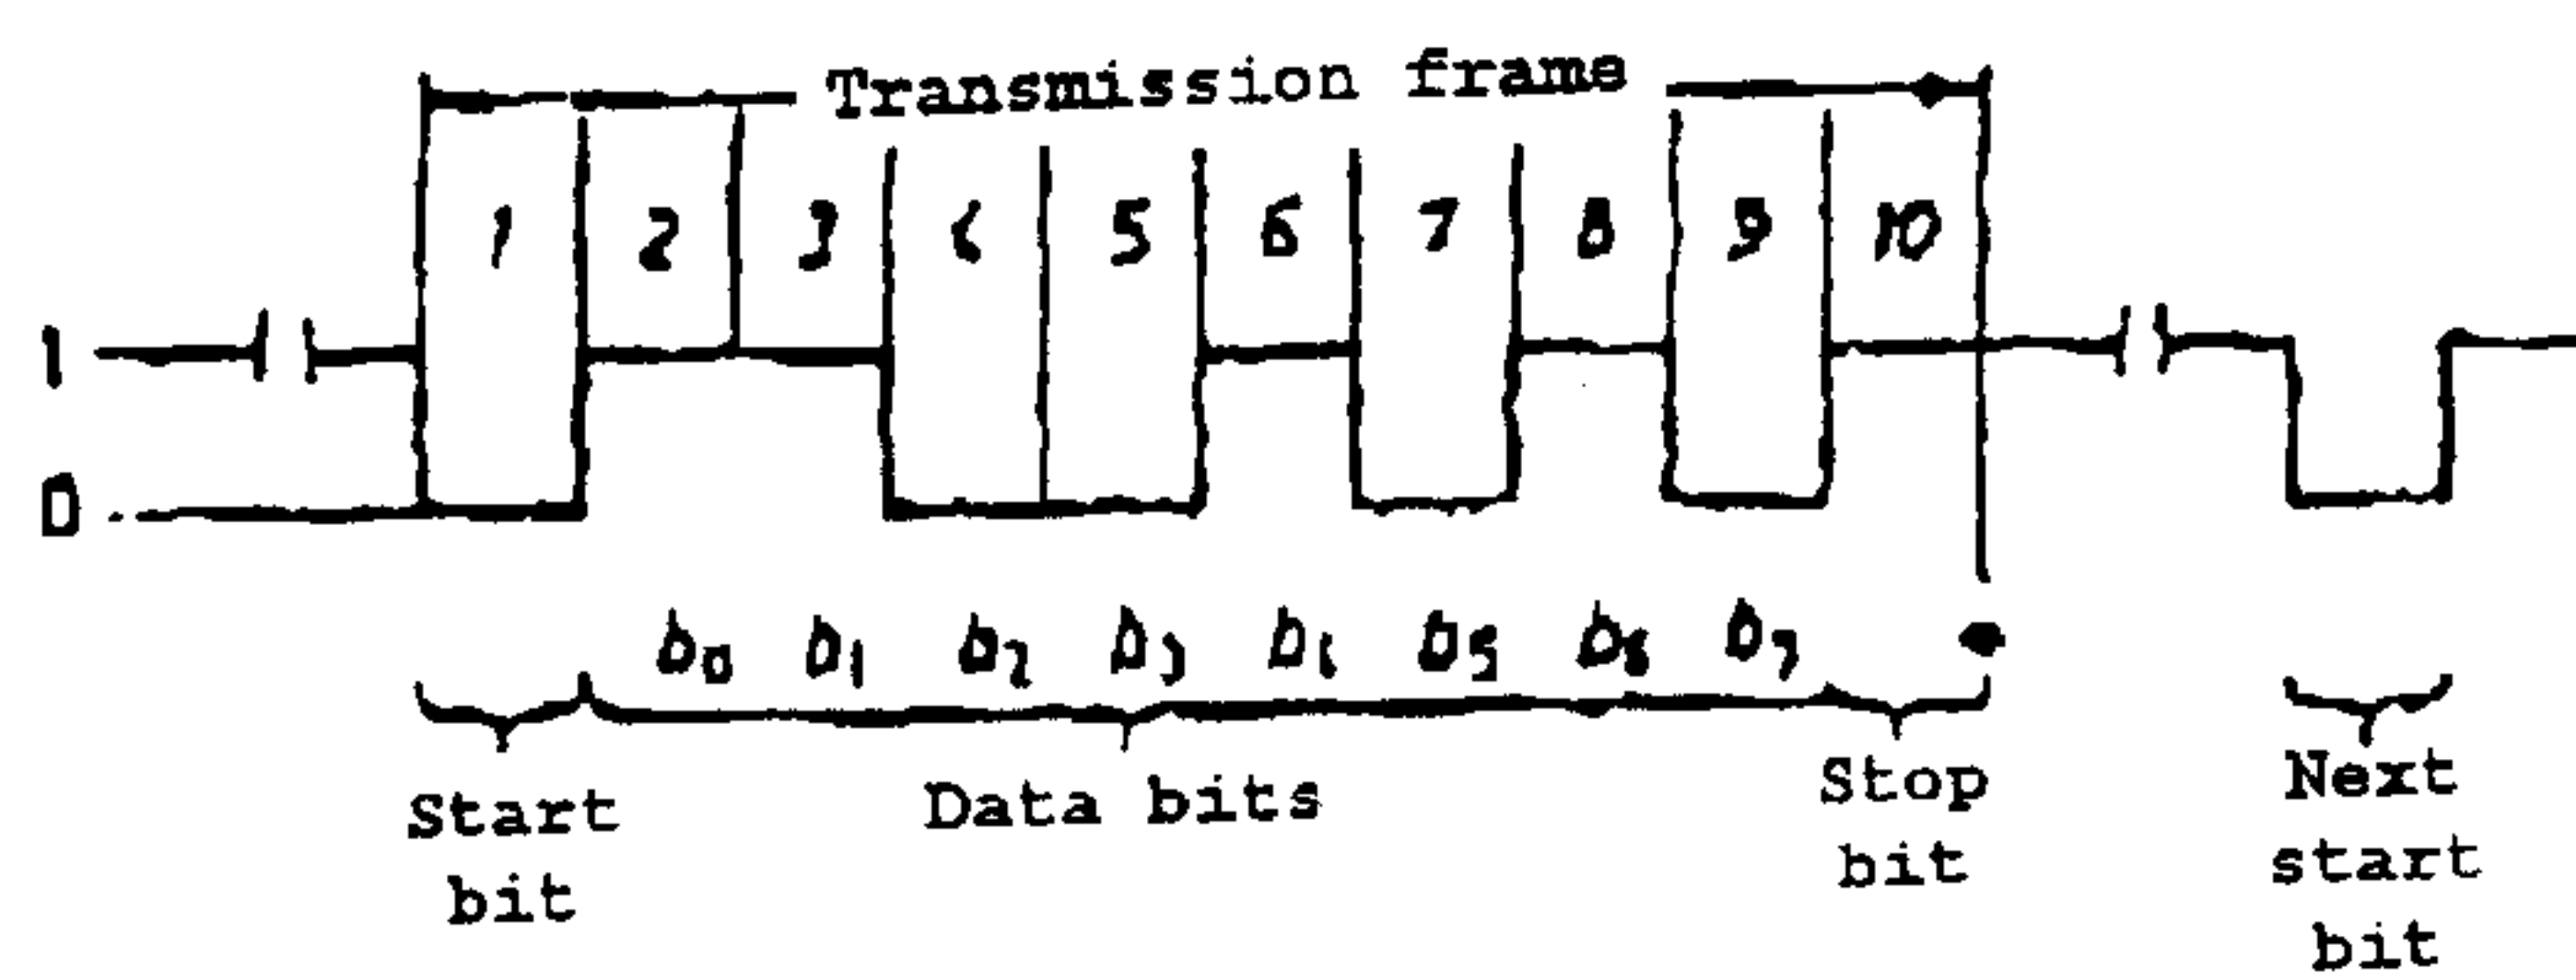 Transmission frame
1 2 3 4 5 6 7 8 9 10
1
0
b0 b1 b2 b3 b4 b5 b6 b7
Start bit
Data bits
Stop bit
Next start bit